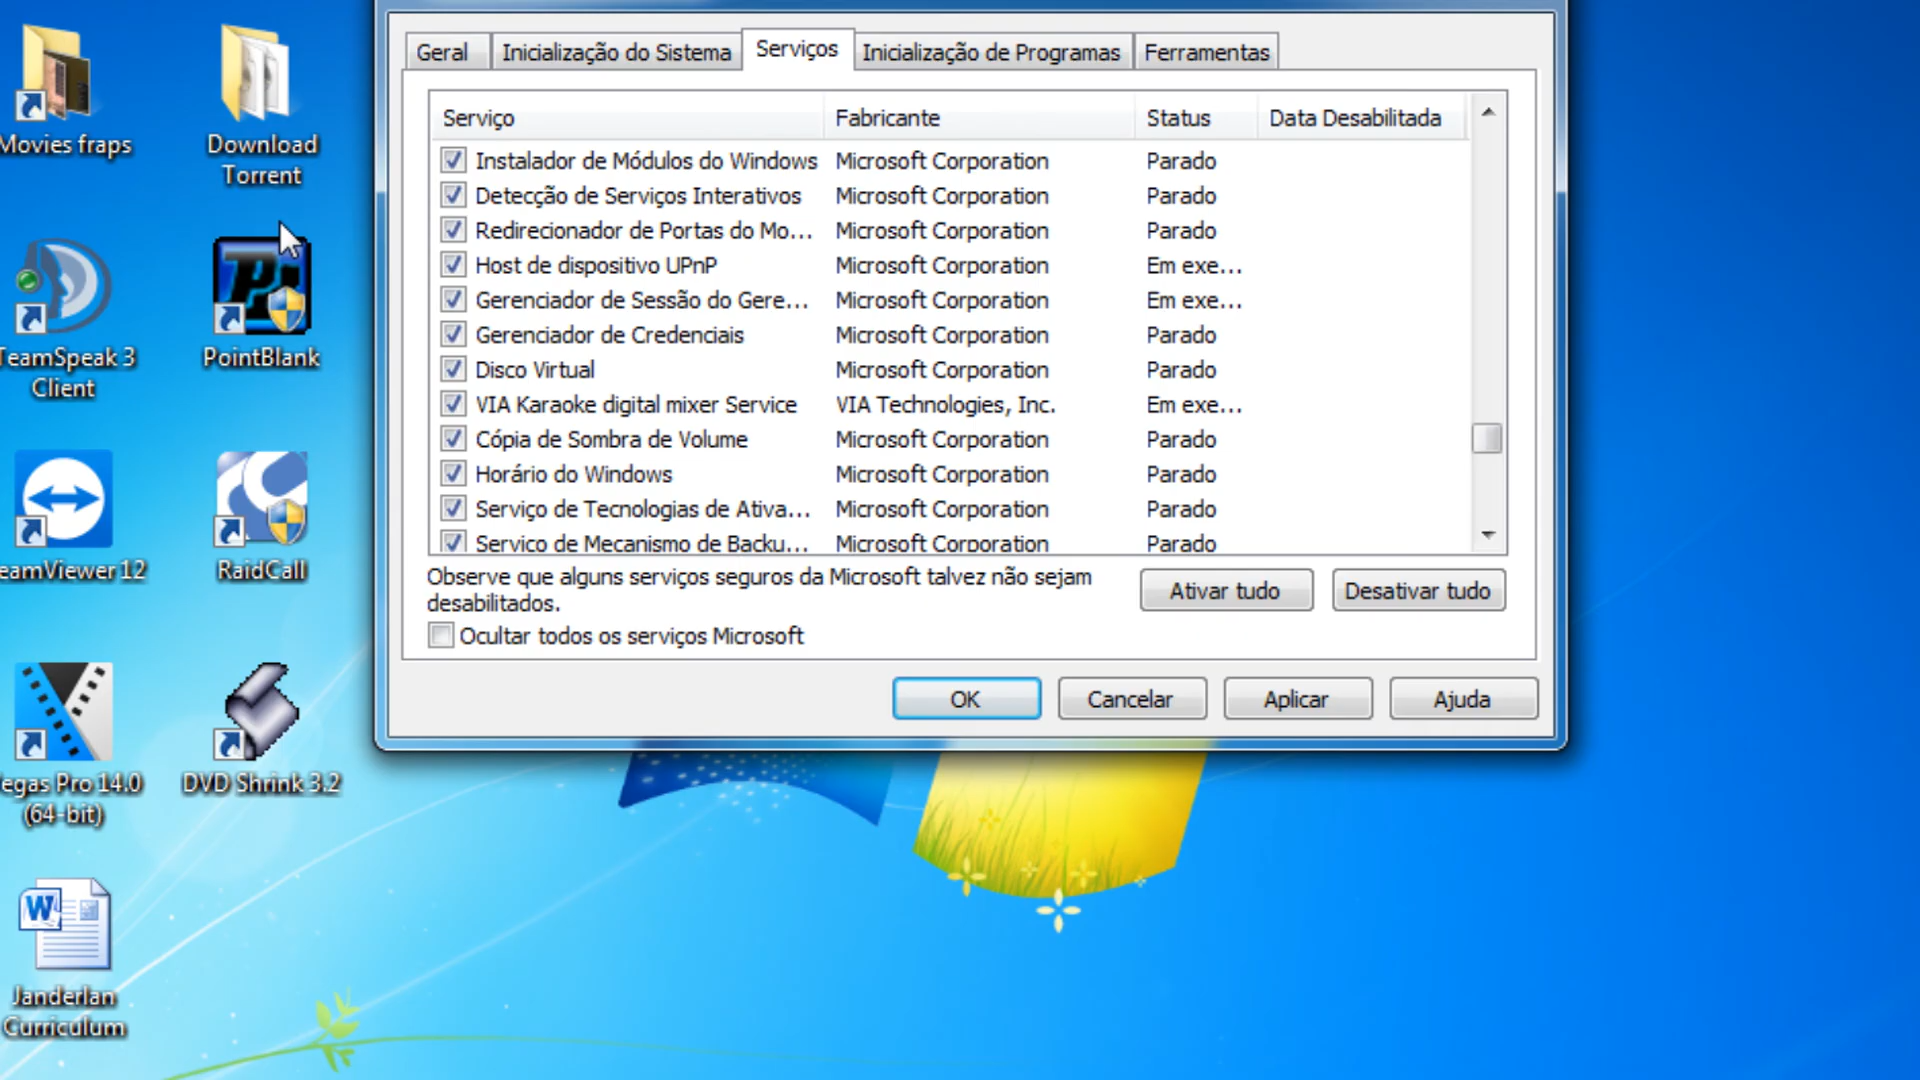 Movies fraps
Download
Torrent
TeamSpeak 3
Client
PointBlank
eamViewer 12
RaidCall
egas Pro 14.0
(64-bit)
DVD Shrink 3.2
W
Janderlan
Curriculum
Geral
Inicialização do Sistema
Serviços
Inicialização de Programas
Ferramentas
Serviço Fabricante Status Data Desabilitada
Instalador de Módulos do Windows Microsoft Corporation Parado
Detecção de Serviços Interativos Microsoft Corporation Parado
Redirecionador de Portas do Mo... Microsoft Corporation Parado
Host de dispositivo UPnP Microsoft Corporation Em exe...
Gerenciador de Sessão do Gere... Microsoft Corporation Em exe...
Gerenciador de Credenciais Microsoft Corporation Parado
Disco Virtual Microsoft Corporation Parado
VIA Karaoke digital mixer Service VIA Technologies, Inc. Em exe...
Cópia de Sombra de Volume Microsoft Corporation Parado
Horário do Windows Microsoft Corporation Parado
Serviço de Tecnologias de Ativa... Microsoft Corporation Parado
Serviço de Mecanismo de Backu... Microsoft Corporation Parado
Observe que alguns serviços seguros da Microsoft talvez não sejam
desabilitados.
Ativar tudo
Desativar tudo
Ocultar todos os serviços Microsoft
OK
Cancelar
Aplicar
Ajuda